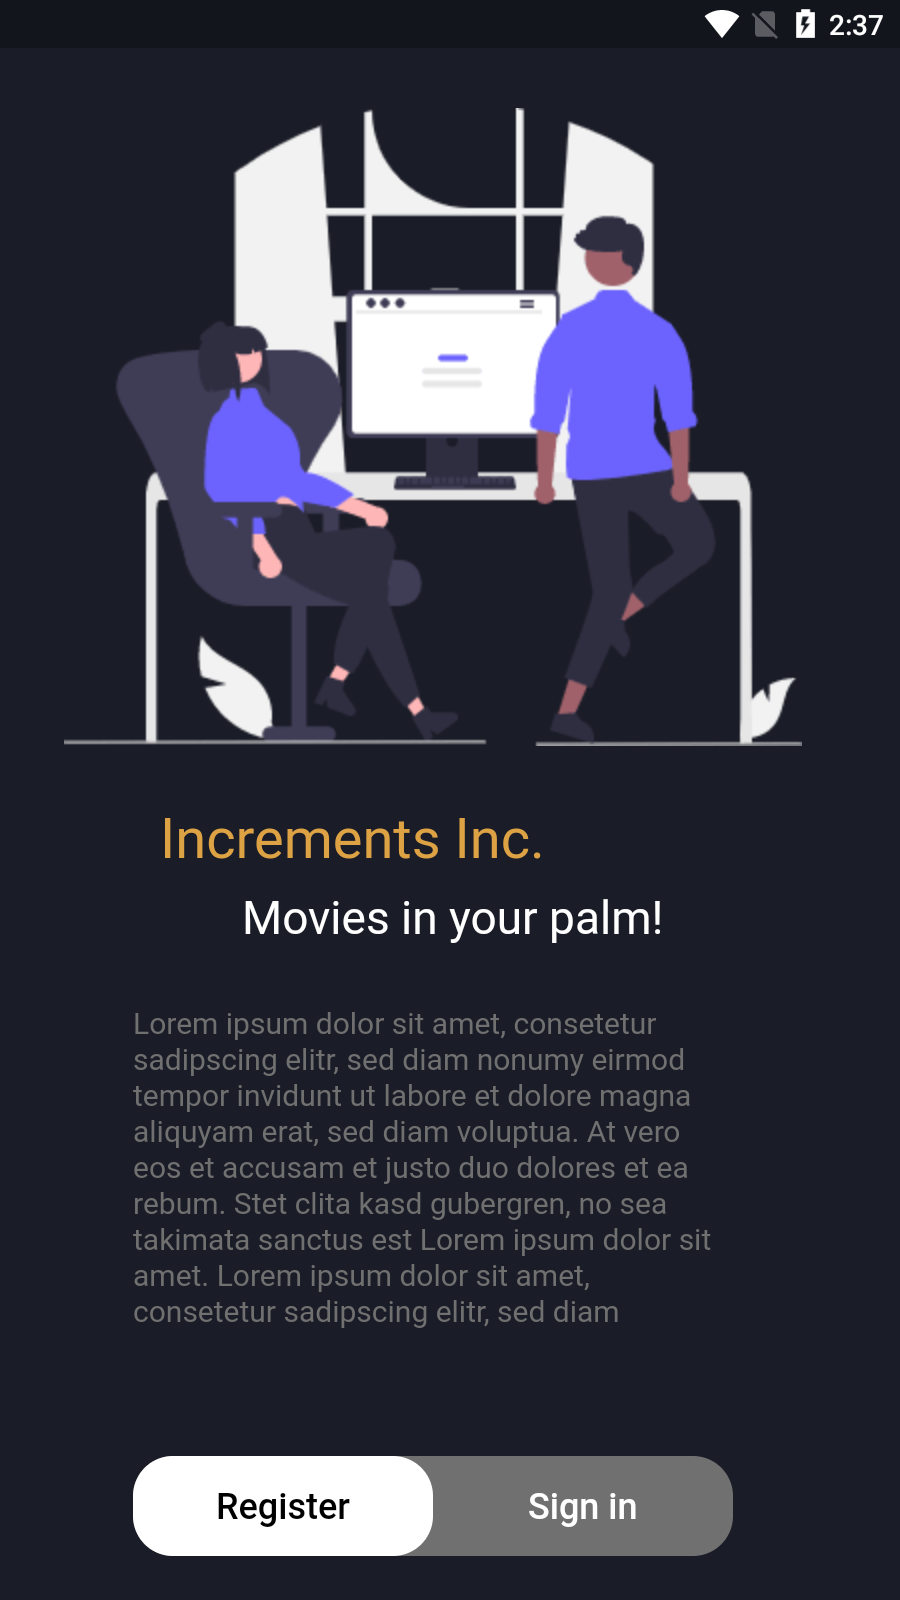 2:37
Increments Inc.
Movies in your palm!
Lorem ipsum dolor sit amet, consetetur
sadipscing elitr, sed diam nonumy eirmod
tempor invidunt ut labore et dolore magna
aliquyam erat, sed diam voluptua. At vero
eos et accusam et justo duo dolores et ea
rebum. Stet clita kasd gubergren, no sea
takimata sanctus est Lorem ipsum dolor sit
amet. Lorem ipsum dolor sit amet,
consetetur sadipscing elitr, sed diam
Register
Sign in